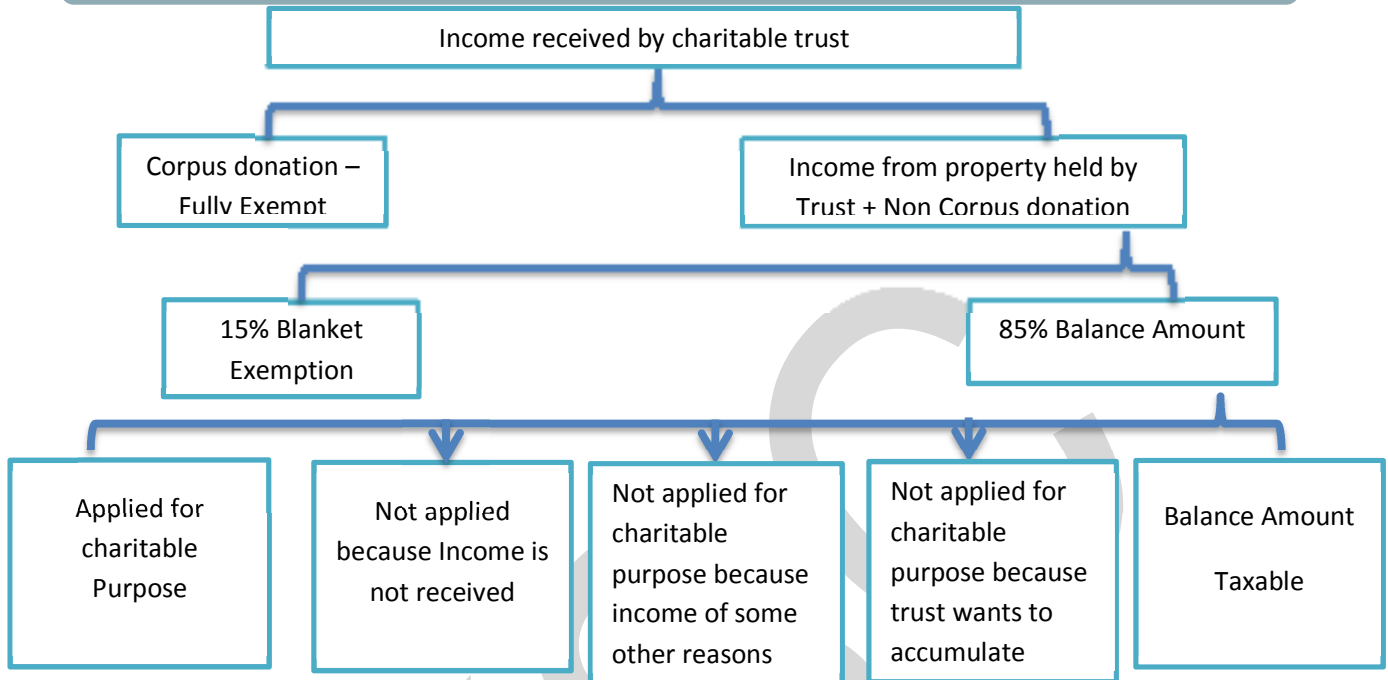 Income received by charitable trust
Corpus donation –
Fully Exempt
Income from property held by
Trust + Non Corpus donation
15% Blanket
Exemption
85% Balance Amount
Applied for
charitable
Purpose
Not applied
because Income is
not received
Not applied for
charitable
purpose because
income of some
other reasons
Not applied for
charitable
purpose because
trust wants to
accumulate
Balance Amount
Taxable